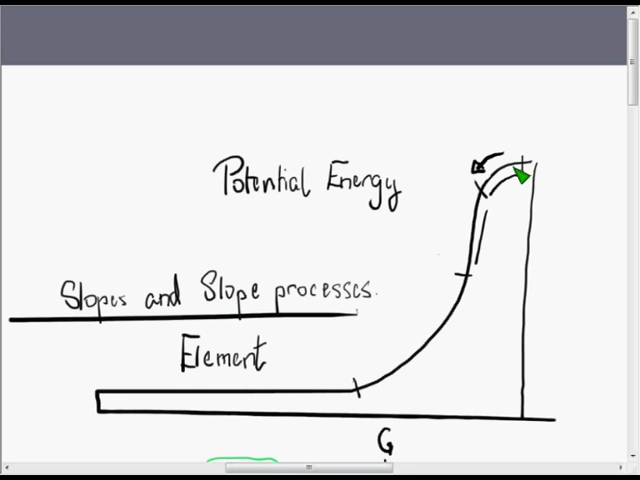 Potential Energy
Slopes and Slope processes.
Element
G